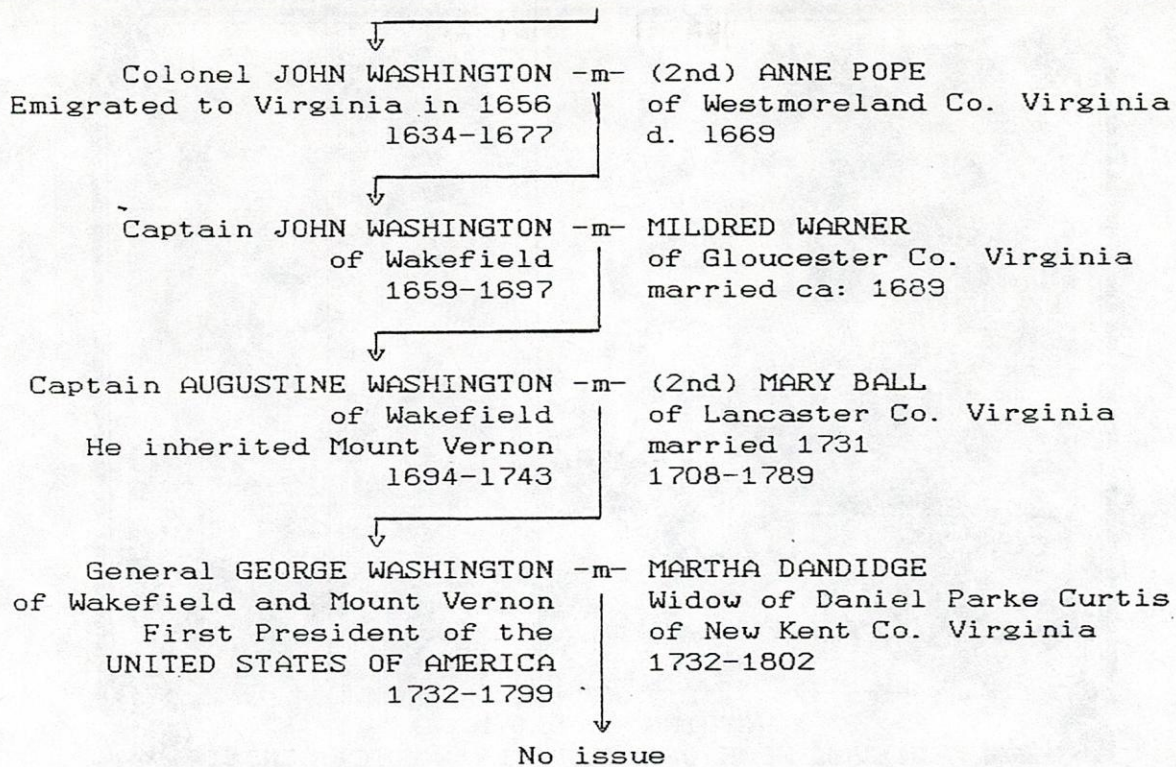 Colonel JOHN WASHINGTON -m- (2nd) ANNE POPE
Emigrated to Virginia in 1656 of Westmoreland Co. Virginia
1634-1677 d. 1669
Captain JOHN WASHINGTON -m- MILDRED WARNER
of Wakefield of Gloucester Co. Virginia
1659-1697 married ca: 1689
Captain AUGUSTINE WASHINGTON -m- (2nd) MARY BALL
of Wakefield of Lancaster Co. Virginia
He inherited Mount Vernon married 1731
1694-1743 1708-1789
General GEORGE WASHINGTON -m- MARTHA DANDIDGE
of Wakefield and Mount Vernon Widow of Daniel Parke Curtis
First President of the of New Kent Co. Virginia
UNITED STATES OF AMERICA 1732-1802
1732-1799
No issue